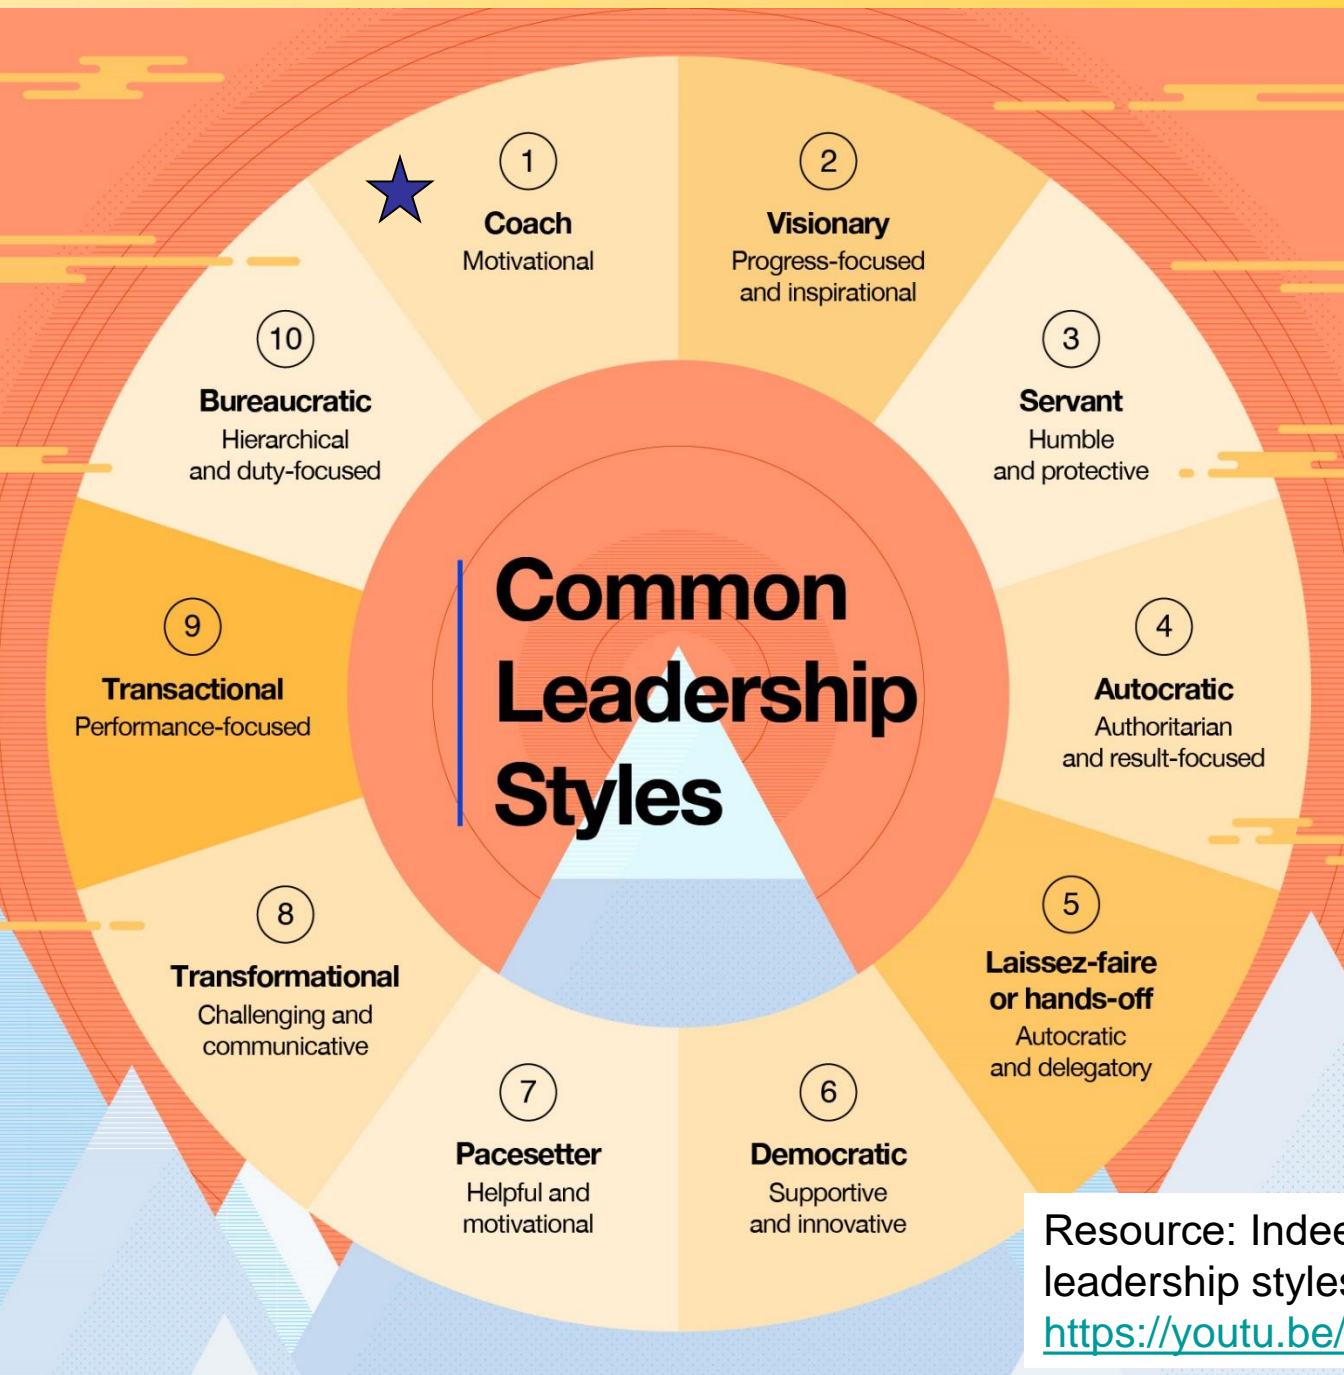 Common
Leadership
Styles
1
Coach
Motivational
2
Visionary
Progress-focused
and inspirational
3
Servant
Humble
and protective
4
Autocratic
Authoritarian
and result-focused
5
Laissez-faire
or hands-off
Autocratic
and delegatory
6
Democratic
Supportive
and innovative
7
Pacesetter
Helpful and
motivational
8
Transformational
Challenging and
communicative
9
Transactional
Performance-focused
10
Bureaucratic
Hierarchical
and duty-focused
Resource:
leadership
https://youtu.be/